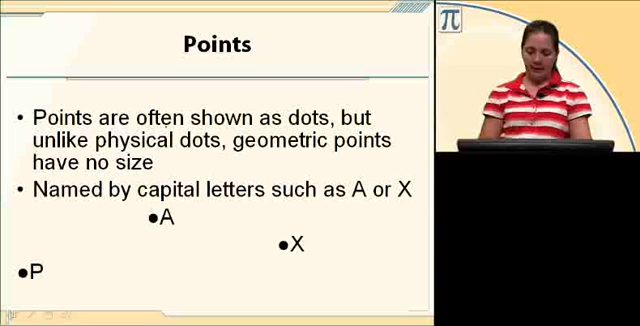 Points
π
• Points are often shown as dots, but
unlike physical dots, geometric points
have no size
• Named by capital letters such as A or X
●A
●X
●P